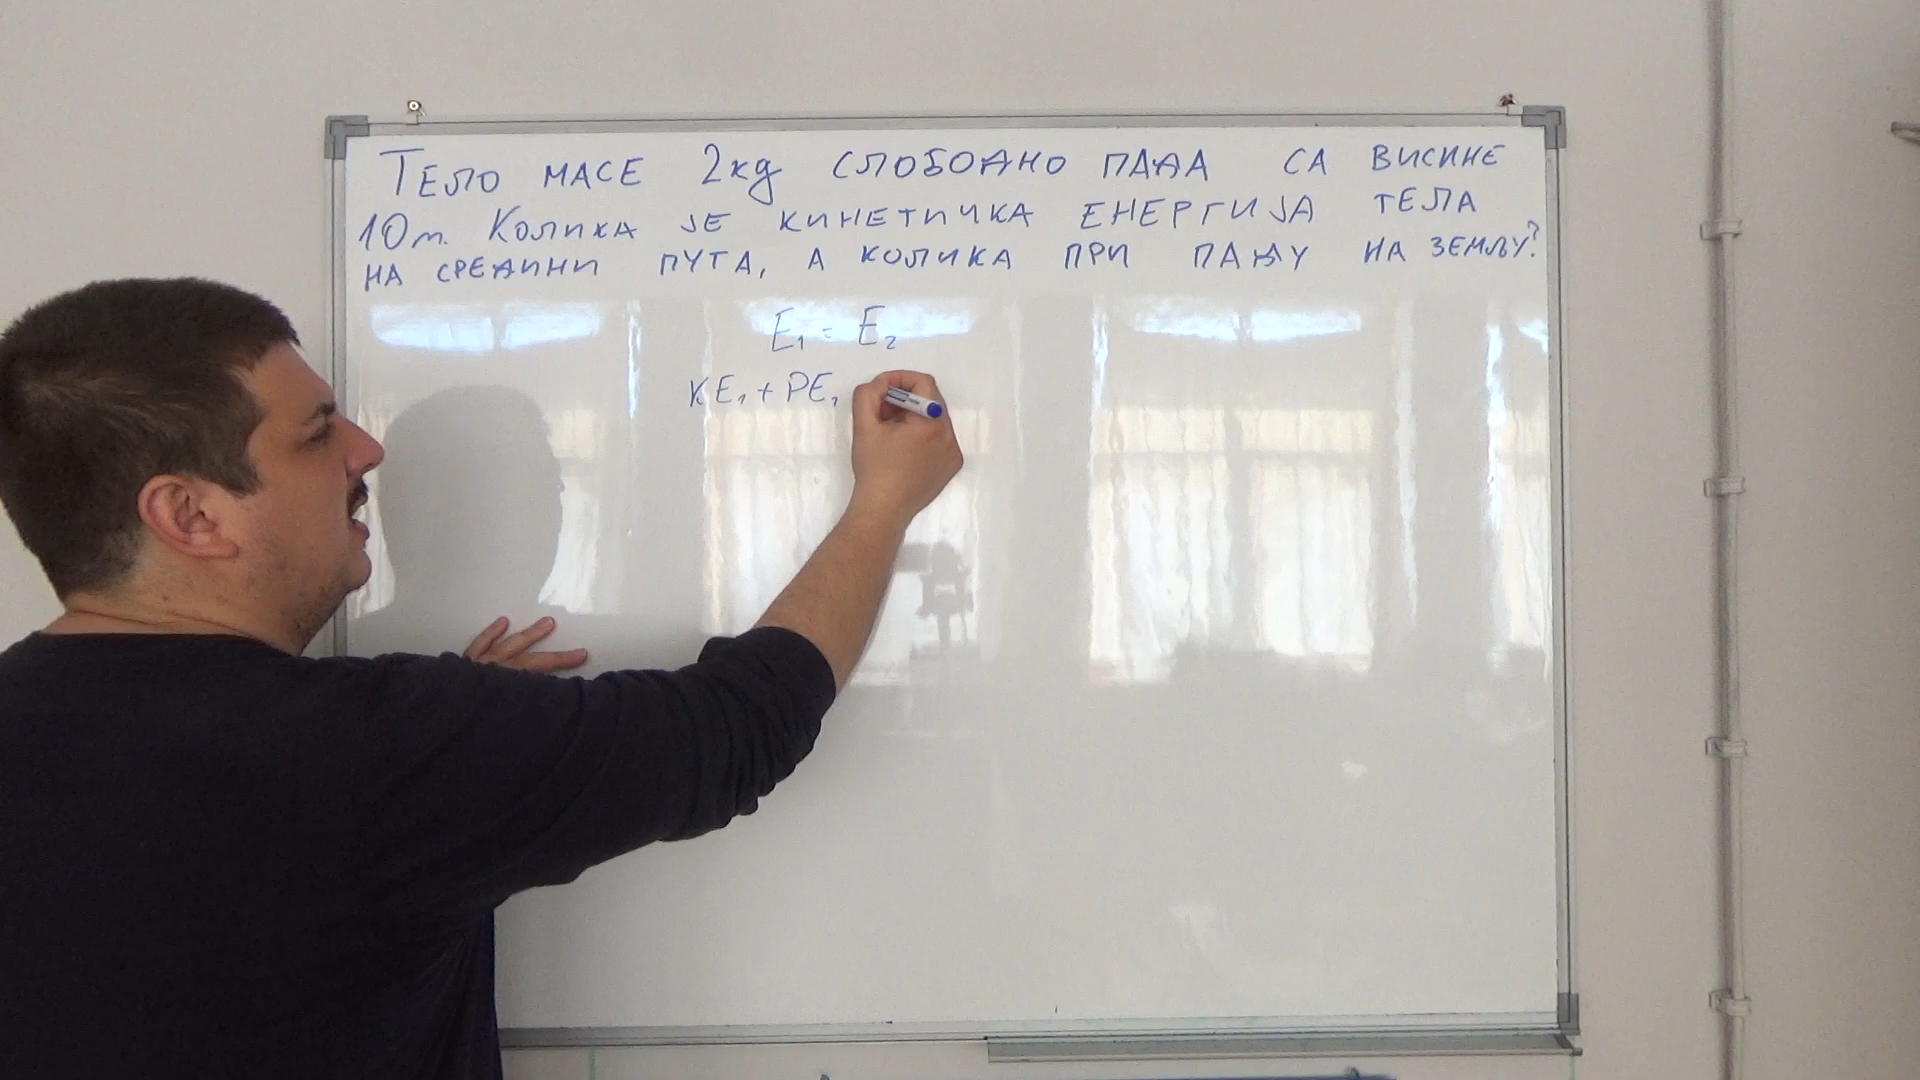 Тело масе 2кg слободно пада са висине
10m. Колика је кинетичка енергија тела
на средини пута, а колика при паду на земљу?
E₁ = E₂
KE₁ + PE₁